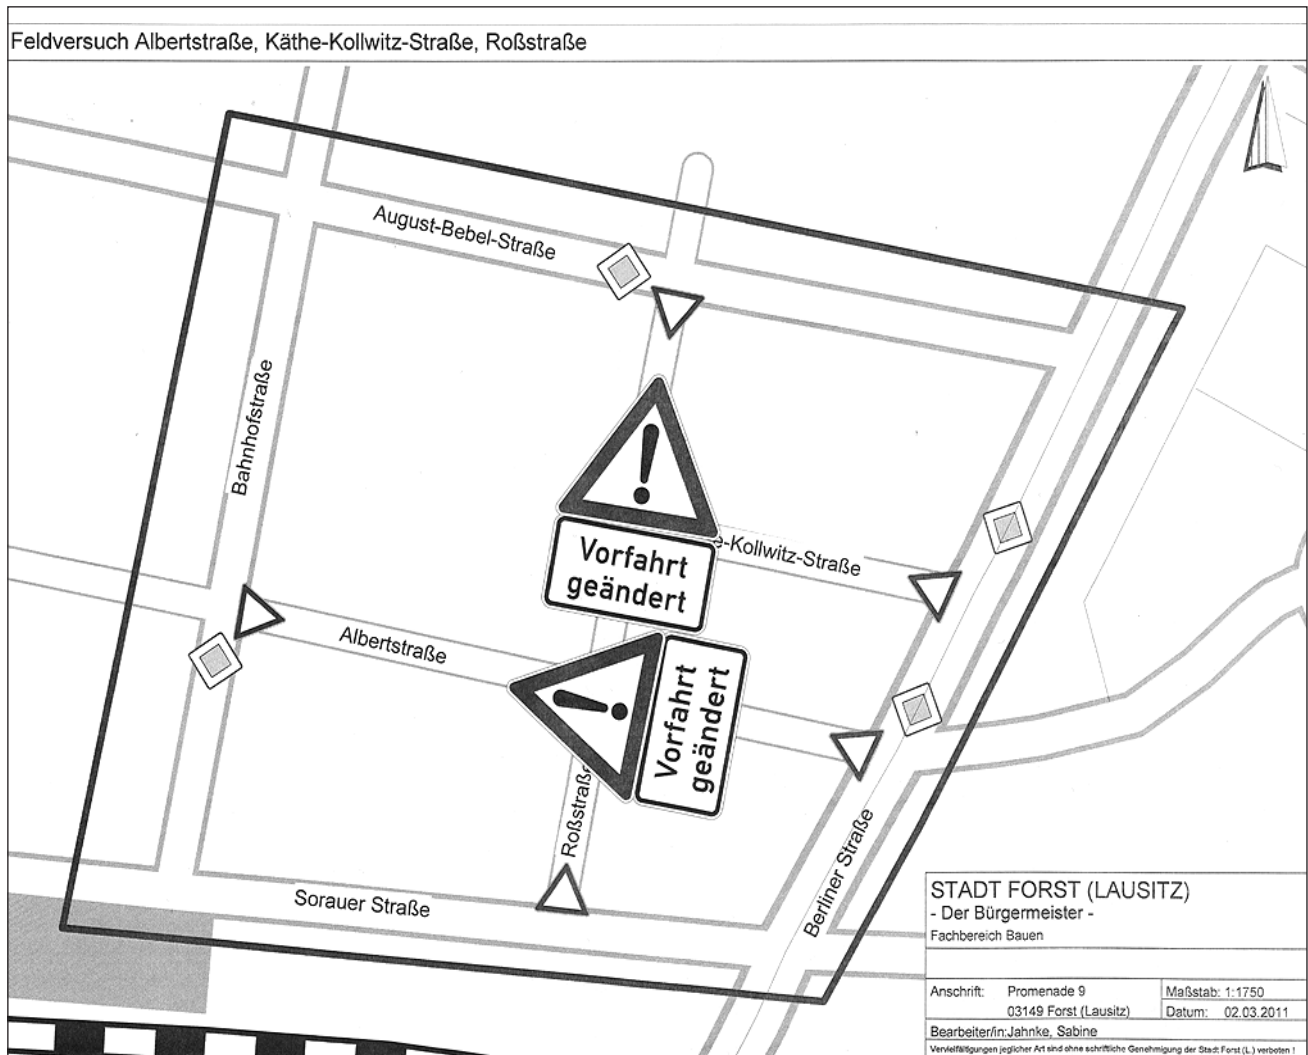 Feldversuch Albertstraße, Käthe-Kollwitz-Straße, Roßstraße
August-Bebel-Straße
Bahnhofstraße
Vorfahrt
geändert
e-Kollwitz-Straße
Albertstraße
Vorfahrt
geändert
Roßstraße
Berliner Straße
Sorauer Straße
STADT FORST (LAUSITZ)
- Der Bürgermeister -
Fachbereich Bauen
Anschrift: Promenade 9 Maßstab: 1:1750
03149 Forst (Lausitz) Datum: 02.03.2011
Bearbeiter/in:Jahnke, Sabine
Vervielfältigungen jeglicher Art sind ohne schriftliche Genehmigung der Stadt Forst (L.) verboten !